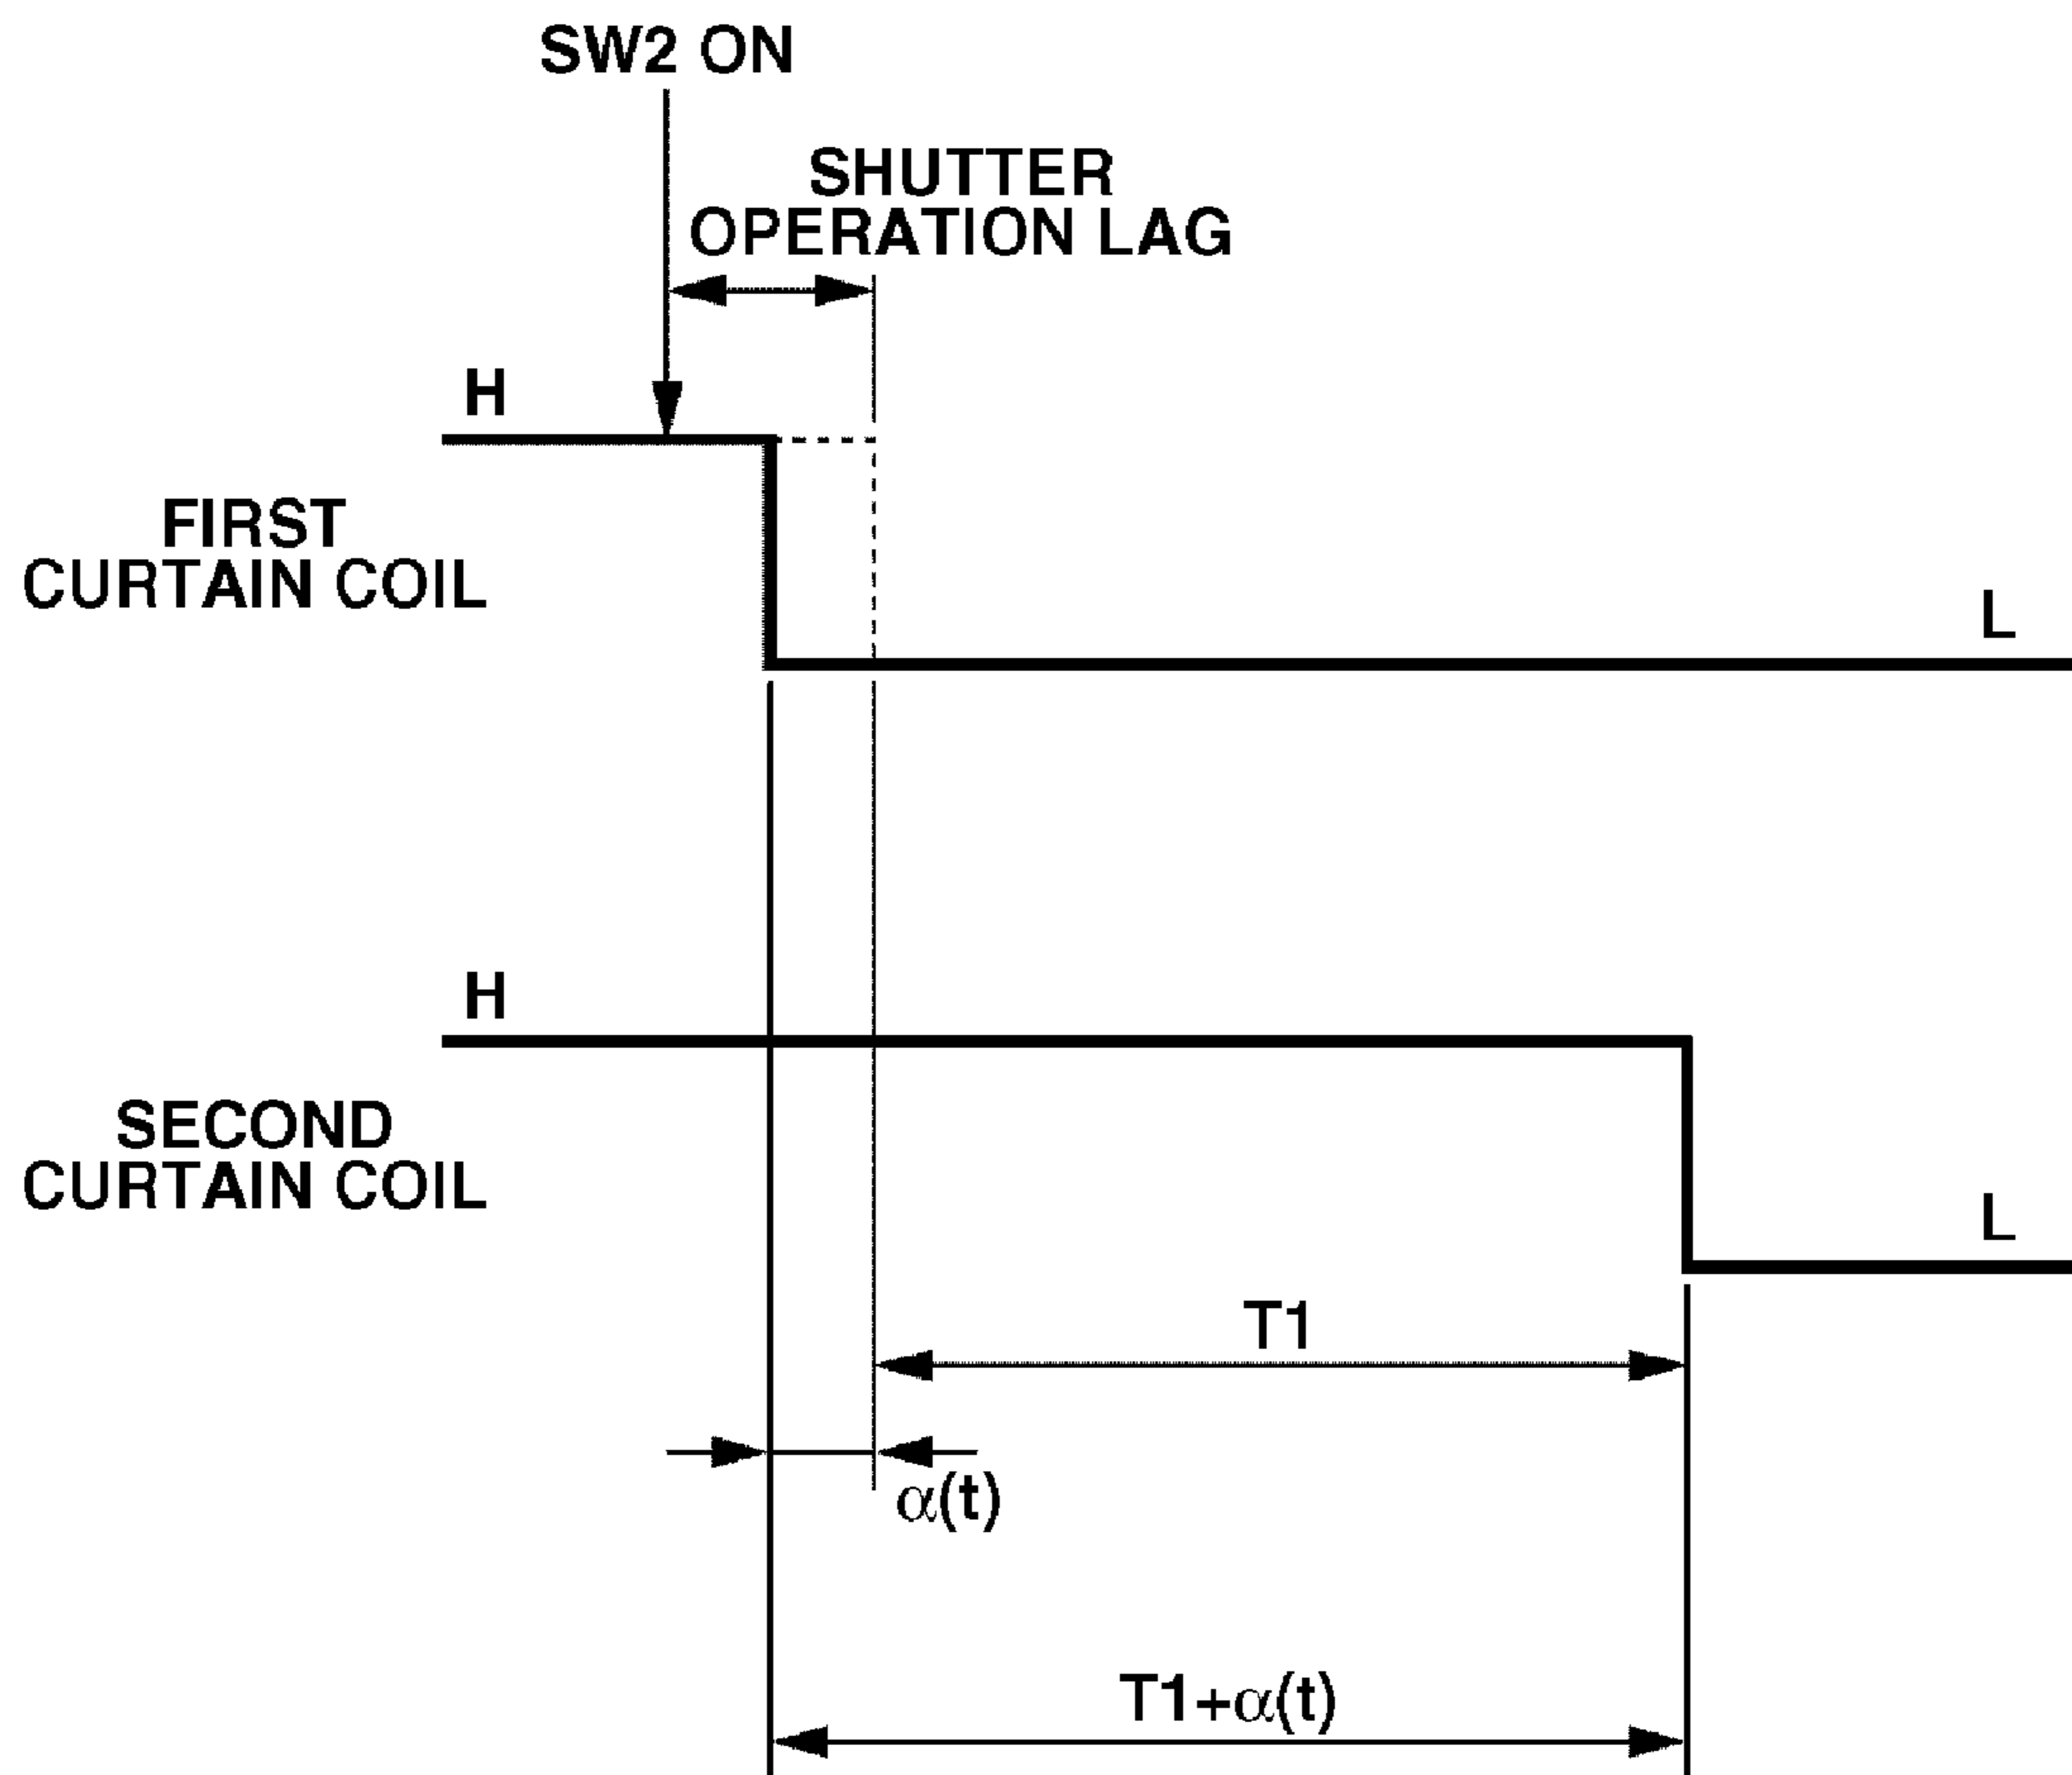 SW2 ON
SHUTTER
OPERATION LAG
H
FIRST
CURTAIN COIL
L
H
SECOND
CURTAIN COIL
L
T1
α(t)
T1+α(t)